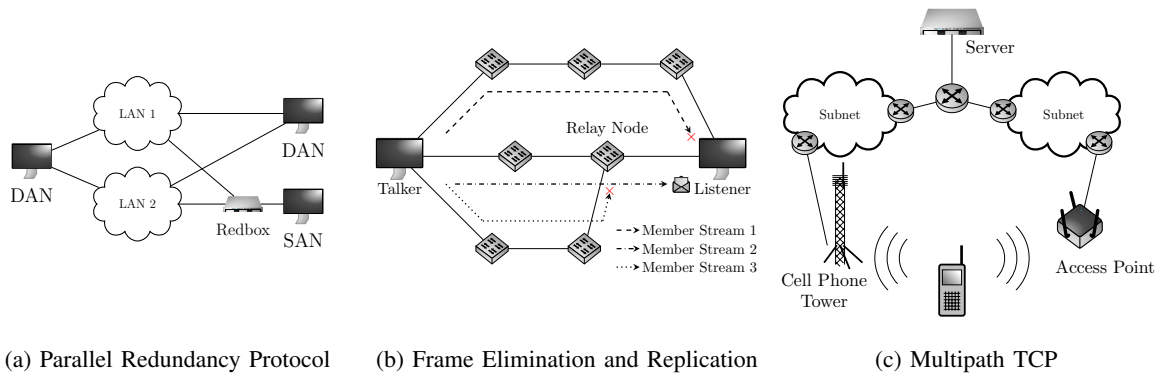 LAN 1
DAN
LAN 2
DAN
Redbox
SAN
(a) Parallel Redundancy Protocol
Relay Node
Talker
Listener
Member Stream 1
Member Stream 2
Member Stream 3
(b) Frame Elimination and Replication
Server
Subnet
Subnet
Cell Phone
Tower
Access Point
(c) Multipath TCP